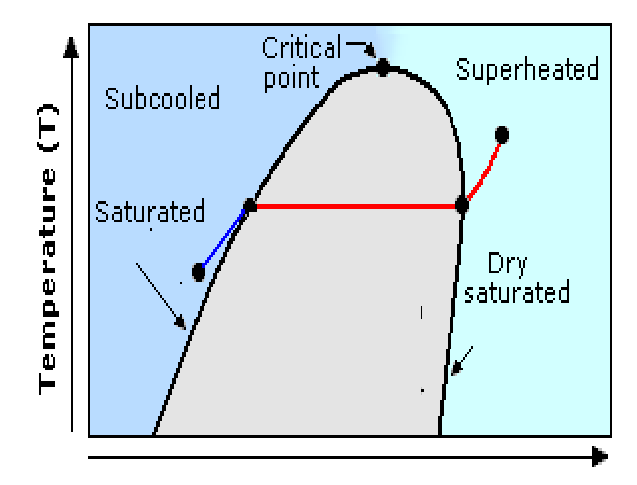 Critical
point
Superheated
Subcooled
Saturated
Dry
saturated
Temperature (T)